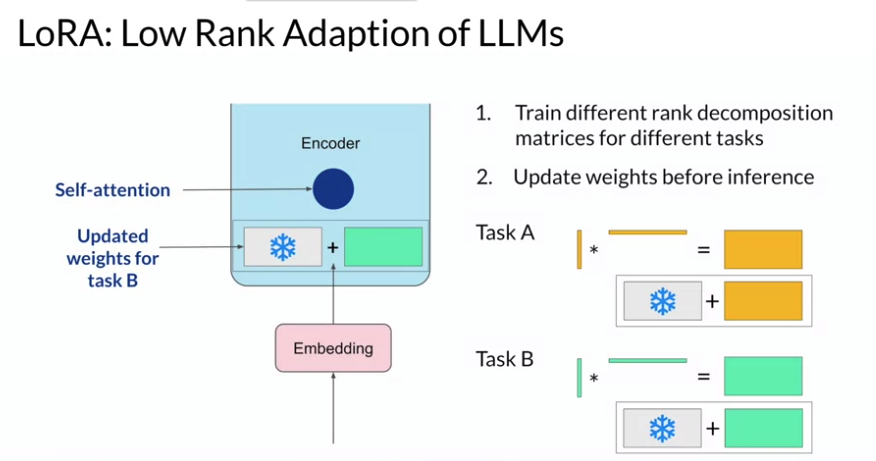 LoRA: Low Rank Adaption of LLMs
Encoder
Self-attention
Updated
weights for
task B
+
Embedding
1. Train different rank decomposition
matrices for different tasks
2. Update weights before inference
Task A
* =
+
Task B
* =
+